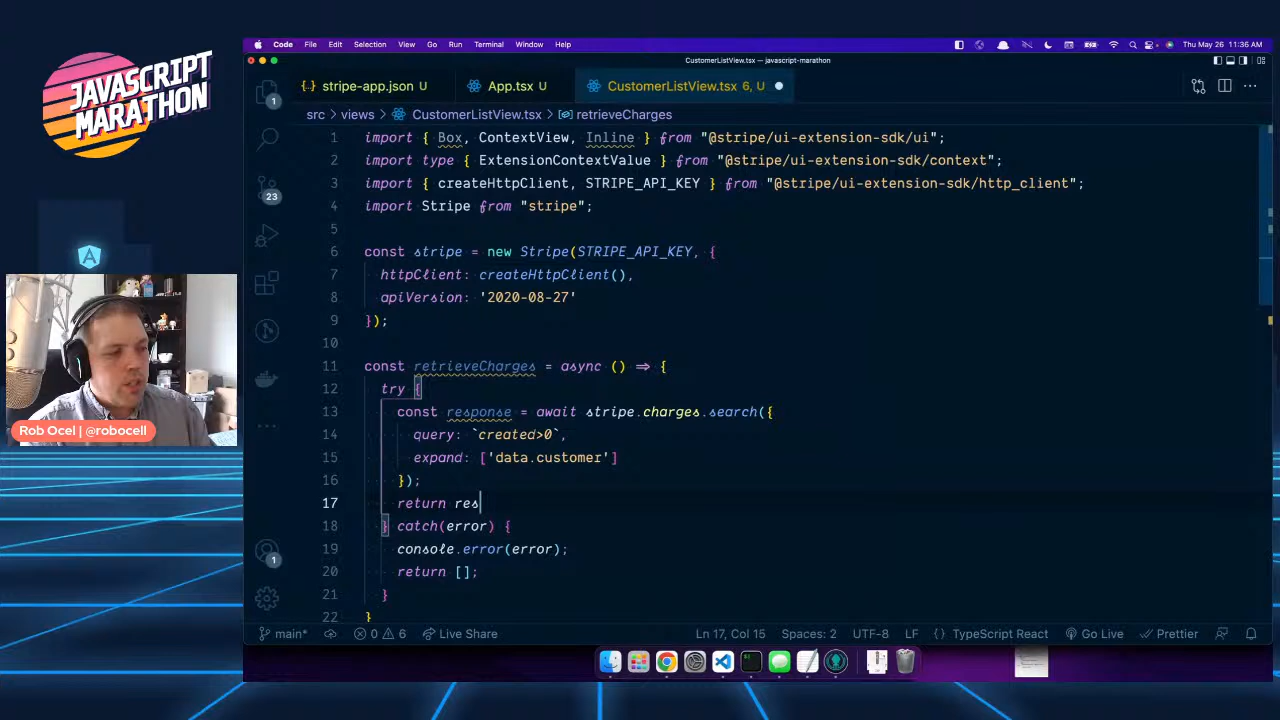 JAVASCRIPT
MARATHON
A
Rob Ocel | @robocell
Code File Edit Selection View Go Run Terminal Window Help
Thu May 26 11:36 AM
CustomerListView.tsx — javascript-marathon
{..} stripe-app.json U
App.tsx U
CustomerListView.tsx 6, U
src > views > CustomerListView.tsx > retrieveCharges
1
23
1
1 import { Box, ContextView, Inline } from "@stripe/ui-extension-sdk/ui";
2 import type { ExtensionContextValue } from "@stripe/ui-extension-sdk/context";
3 import { createHttpClient, STRIPE_API_KEY } from "@stripe/ui-extension-sdk/http_client";
4 import Stripe from "stripe";
5
6 const stripe = new Stripe(STRIPE_API_KEY, {
7 httpClient: createHttpClient(),
8 apiVersion: '2020-08-27'
9 });
10
11 const retrieveCharges = async () => {
12 try {
13 const response = await stripe.charges.search({
14 query: `created>0`,
15 expand: ['data.customer']
16 });
17 return res
18 } catch(error) {
19 console.error(error);
20 return [];
21 }
22 }
main* 0 6 Live Share
Ln 17, Col 15 Spaces: 2 UTF-8 LF {} TypeScript React Go Live Prettier